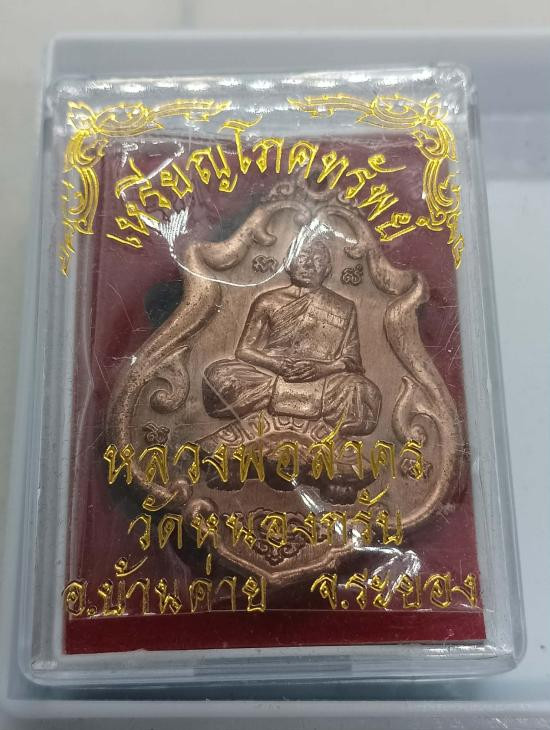 เหรียญโภคทรัพย์
หลวงพ่อสาคร
วัดหนองกรับ
อ.บ้านค่าย จ.ระยอง